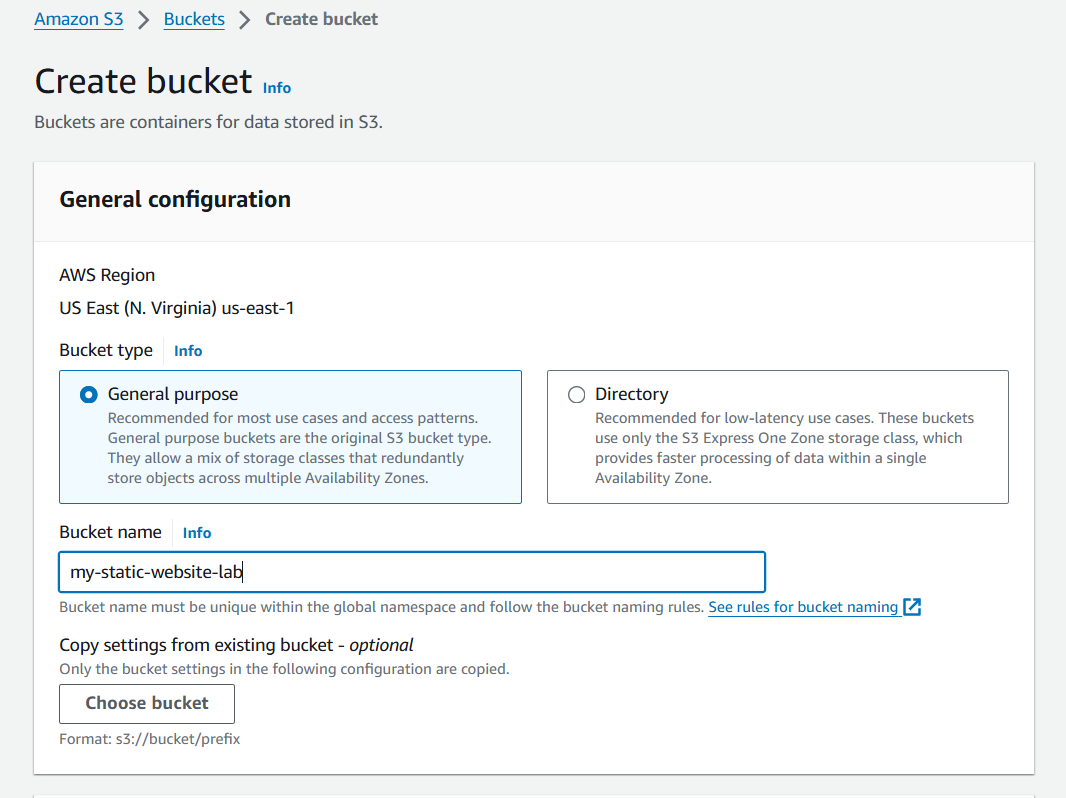 Amazon S3 > Buckets > Create bucket
Create bucket Info
Buckets are containers for data stored in S3.
General configuration
AWS Region
US East (N. Virginia) us-east-1
Bucket type Info
General purpose
Recommended for most use cases and access patterns.
General purpose buckets are the original S3 bucket type.
They allow a mix of storage classes that redundantly
store objects across multiple Availability Zones.
Directory
Recommended for low-latency use cases. These buckets
use only the S3 Express One Zone storage class, which
provides faster processing of data within a single
Availability Zone.
Bucket name Info
my-static-website-lab
Bucket name must be unique within the global namespace and follow the bucket naming rules. See rules for bucket naming
Copy settings from existing bucket - optional
Only the bucket settings in the following configuration are copied.
Choose bucket
Format: s3://bucket/prefix